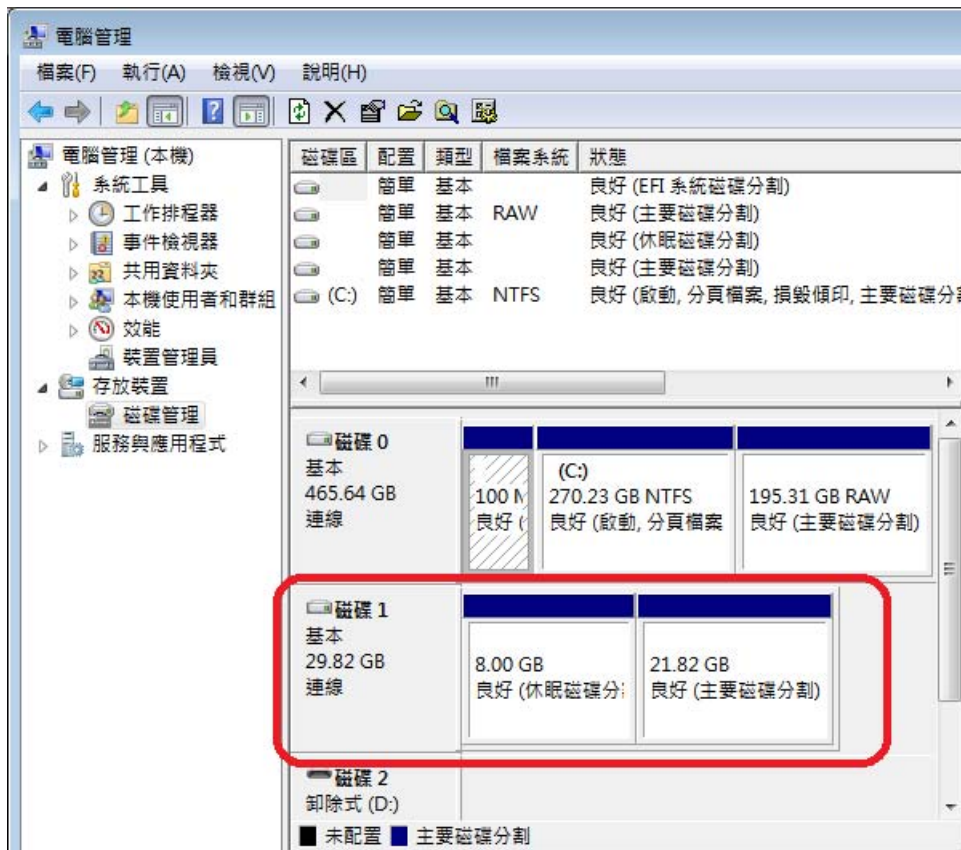 電腦管理
檔案(F) 執行(A) 檢視(V) 說明(H)
電腦管理 (本機)
系統工具
工作排程器
事件檢視器
共用資料夾
本機使用者和群組
效能
裝置管理員
存放裝置
磁碟管理
服務與應用程式
磁碟區 配置 類型 檔案系統 狀態
簡單 基本 良好 (EFI 系統磁碟分割)
簡單 基本 RAW 良好 (主要磁碟分割)
簡單 基本 良好 (休眠磁碟分割)
簡單 基本 良好 (主要磁碟分割)
(C:) 簡單 基本 NTFS 良好 (啟動, 分頁檔案, 損毀傾印, 主要磁碟分
磁碟 0
基本
465.64 GB
連線
100
良好 (
(C:)
270.23 GB NTFS
良好 (啟動, 分頁檔案
195.31 GB RAW
良好 (主要磁碟分割)
磁碟 1
基本
29.82 GB
連線
8.00 GB
良好 (休眠磁碟分
21.82 GB
良好 (主要磁碟分割)
磁碟 2
卸除式 (D:)
未配置 主要磁碟分割